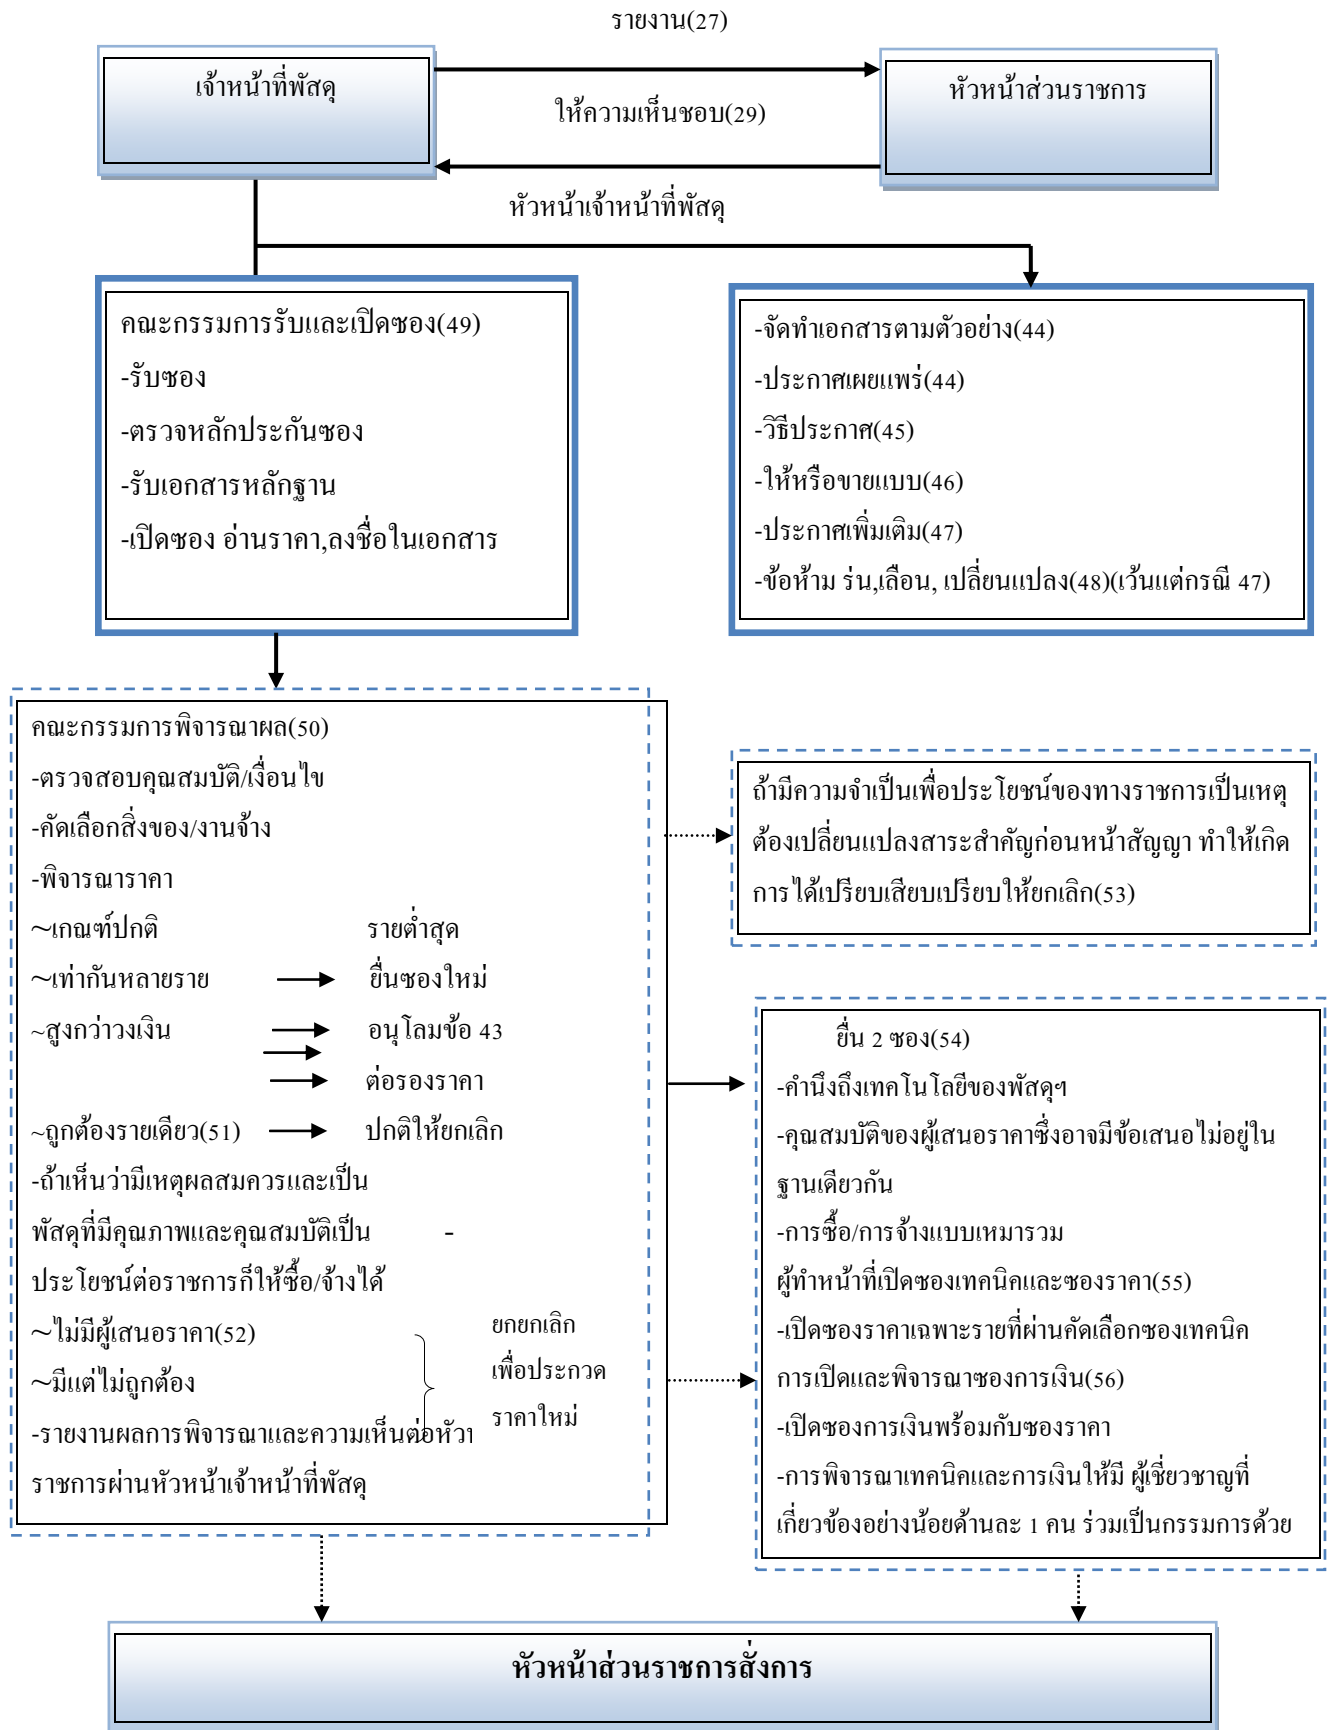 รายงาน(27)
เจ้าหน้าที่พัสดุ
หัวหน้าส่วนราชการ
ให้ความเห็นชอบ(29)
หัวหน้าเจ้าหน้าที่พัสดุ
คณะกรรมการรับและเปิดซอง(49)
-รับซอง
-ตรวจหลักประกันซอง
-รับเอกสารหลักฐาน
-เปิดซอง อ่านราคา,ลงชื่อในเอกสาร
-จัดทำเอกสารตามตัวอย่าง(44)
-ประกาศเผยแพร่(44)
-วิธีประกาศ(45)
-ให้หรือขายแบบ(46)
-ประกาศเพิ่มเติม(47)
-ข้อห้าม ร่น,เลือน, เปลี่ยนแปลง(48)(เว้นแต่กรณี 47)
คณะกรรมการพิจารณาผล(50)
-ตรวจสอบคุณสมบัติ/เงื่อนไข
-คัดเลือกสิ่งของ/งานจ้าง
-พิจารณาราคา
~เกณฑ์ปกติ รายต่ำสุด
~เท่ากันหลายราย ยื่นซองใหม่
~สูงกว่าวงเงิน อนุโลมข้อ 43
ต่อรองราคา
~ถูกต้องรายเดียว(51) ปกติให้ยกเลิก
-ถ้าเห็นว่ามีเหตุผลสมควรและเป็น
พัสดุที่มีคุณภาพและคุณสมบัติเป็น -
ประโยชน์ต่อราชการก็ให้ซื้อ/จ้างได้
~ไม่มีผู้เสนอราคา(52)
~มีแต่ไม่ถูกต้อง
-รายงานผลการพิจารณาและความเห็นต่อหัว
ราชการผ่านหัวหน้าเจ้าหน้าที่พัสดุ
ยกยกเลิก
เพื่อประกวด
ราคาใหม่
ถ้ามีความจำเป็นเพื่อประโยชน์ของทางราชการเป็นเหตุ
ต้องเปลี่ยนแปลงสาระสำคัญก่อนหน้าสัญญา ทำให้เกิด
การได้เปรียบเสียบเปรียบให้ยกเลิก(53)
ยื่น 2 ซอง(54)
-คำนึงถึงเทคโนโลยีของพัสดุฯ
-คุณสมบัติของผู้เสนอราคาซึ่งอาจมีข้อเสนอไม่อยู่ใน
ฐานเดียวกัน
-การซื้อ/การจ้างแบบเหมารวม
ผู้ทำหน้าที่เปิดซองเทคนิคและซองราคา(55)
-เปิดซองราคาเฉพาะรายที่ผ่านคัดเลือกซองเทคนิค
การเปิดและพิจารณาซองการเงิน(56)
-เปิดซองการเงินพร้อมกับซองราคา
-การพิจารณาเทคนิคและการเงินให้มี ผู้เชี่ยวชาญที่
เกี่ยวข้องอย่างน้อยด้านละ 1 คน ร่วมเป็นกรรมการด้วย
หัวหน้าส่วนราชการสั่งการ